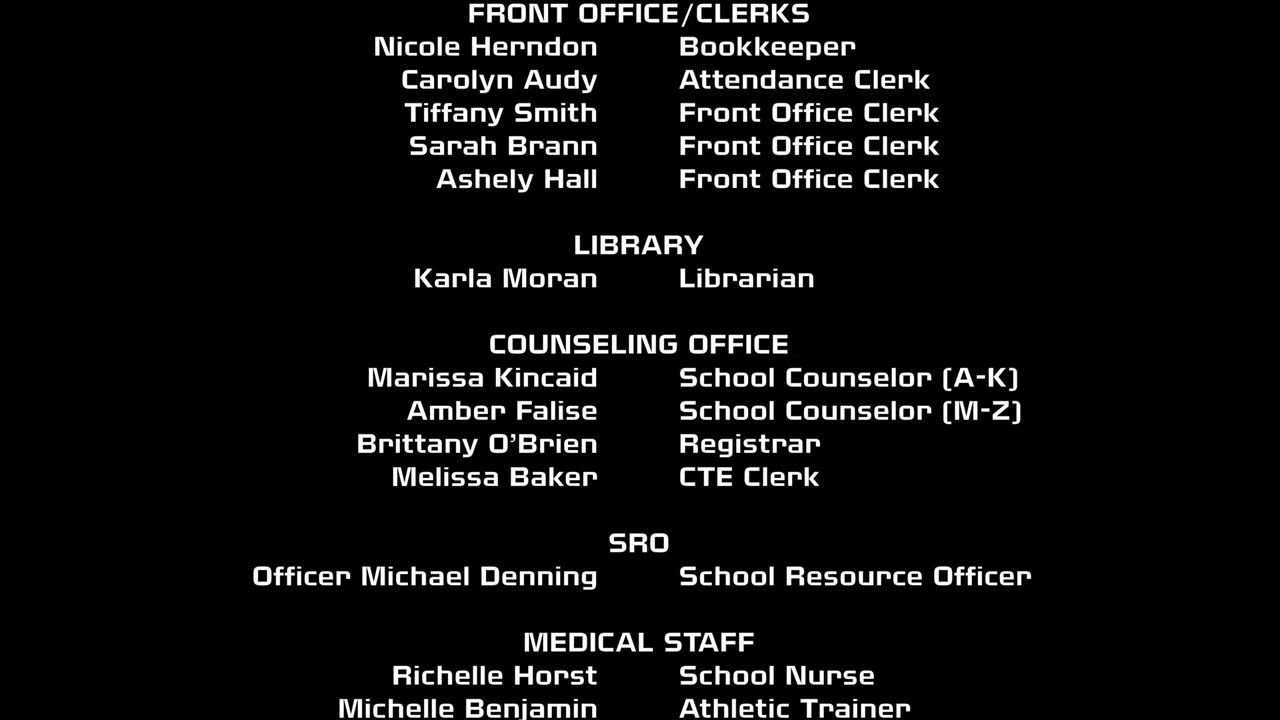 FRONT OFFICE/CLERKS
Nicole Herndon Bookkeeper
Carolyn Audy Attendance Clerk
Tiffany Smith Front Office Clerk
Sarah Brann Front Office Clerk
Ashely Hall Front Office Clerk
LIBRARY
Karla Moran Librarian
COUNSELING OFFICE
Marissa Kincaid School Counselor (A-K)
Amber Falise School Counselor (M-Z)
Brittany O’Brien Registrar
Melissa Baker CTE Clerk
SRO
Officer Michael Denning School Resource Officer
MEDICAL STAFF
Richelle Horst School Nurse
Michelle Benjamin Athletic Trainer